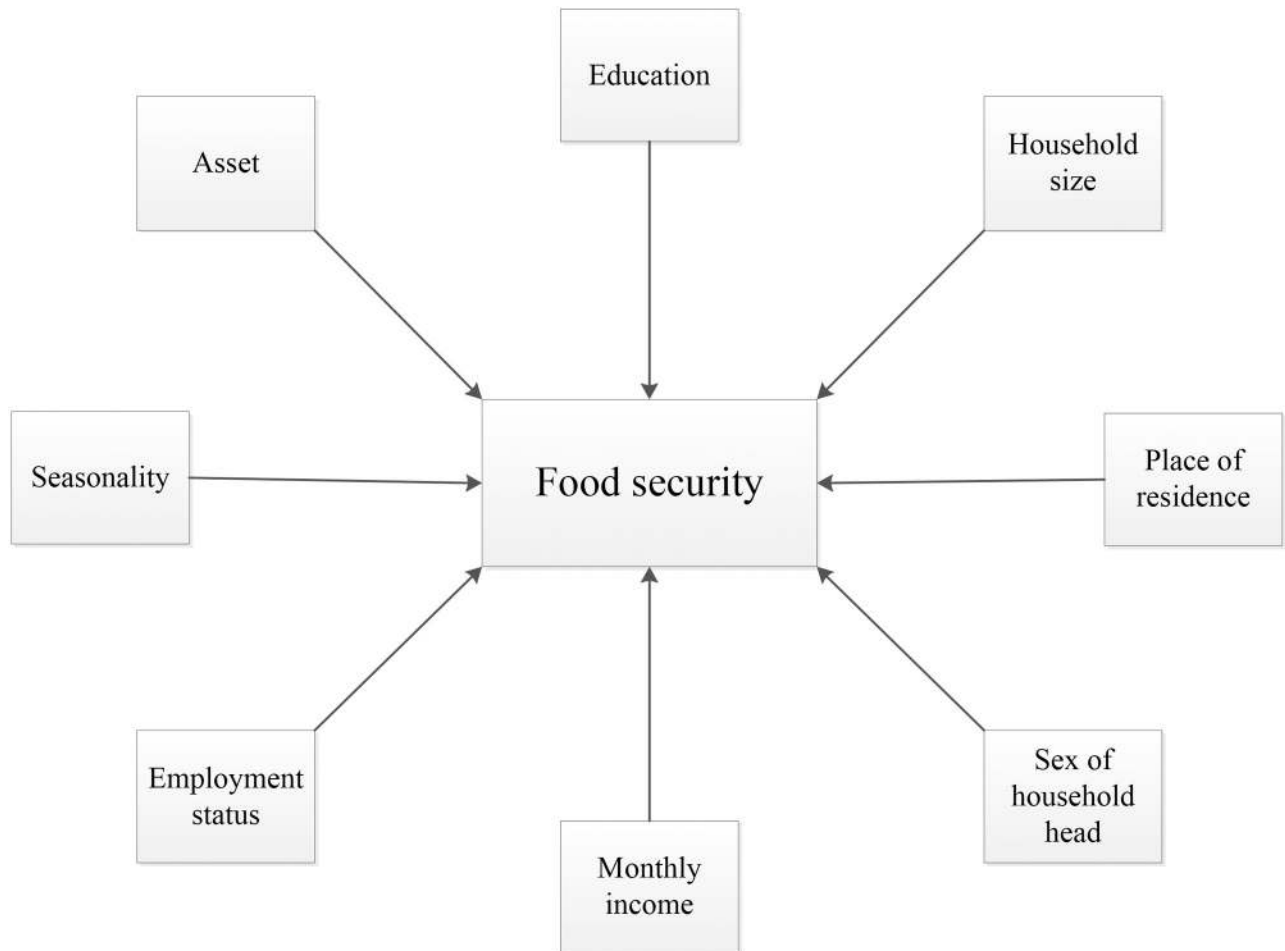 Education
Asset
Household
size
Seasonality
Food security
Place of
residence
Employment
status
Monthly
income
Sex of
household
head